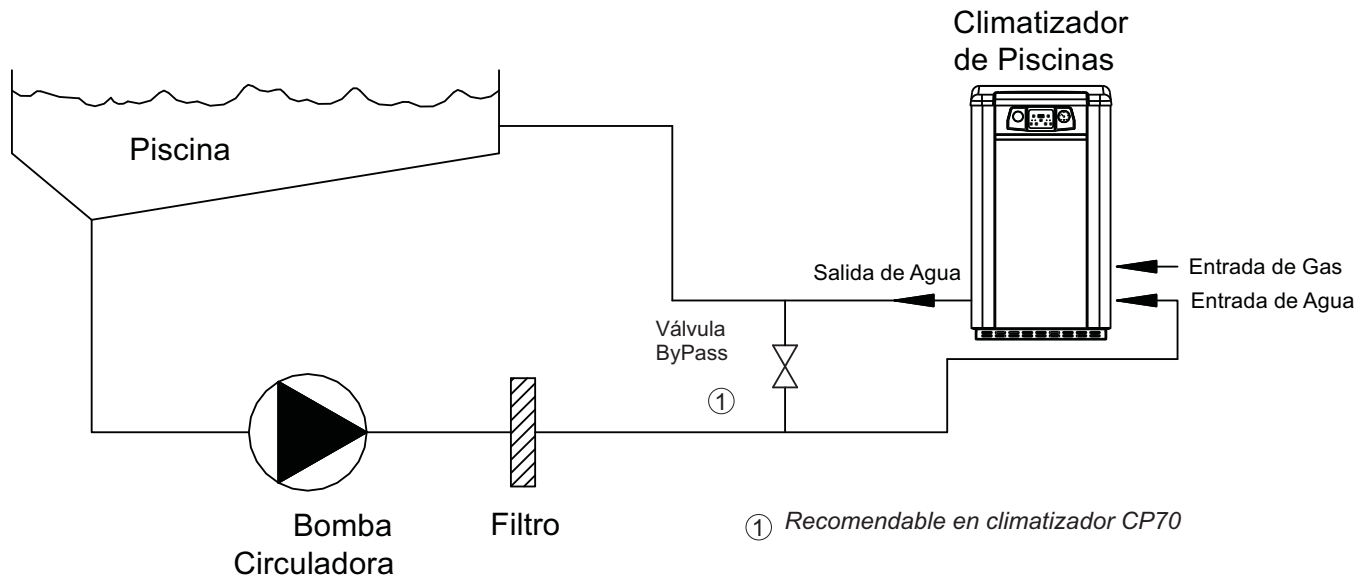 Climatizador
de Piscinas
Piscina
Salida de Agua
Entrada de Gas
Entrada de Agua
Válvula
ByPass
①
Bomba
Circuladora
Filtro
① Recomendable en climatizador CP70